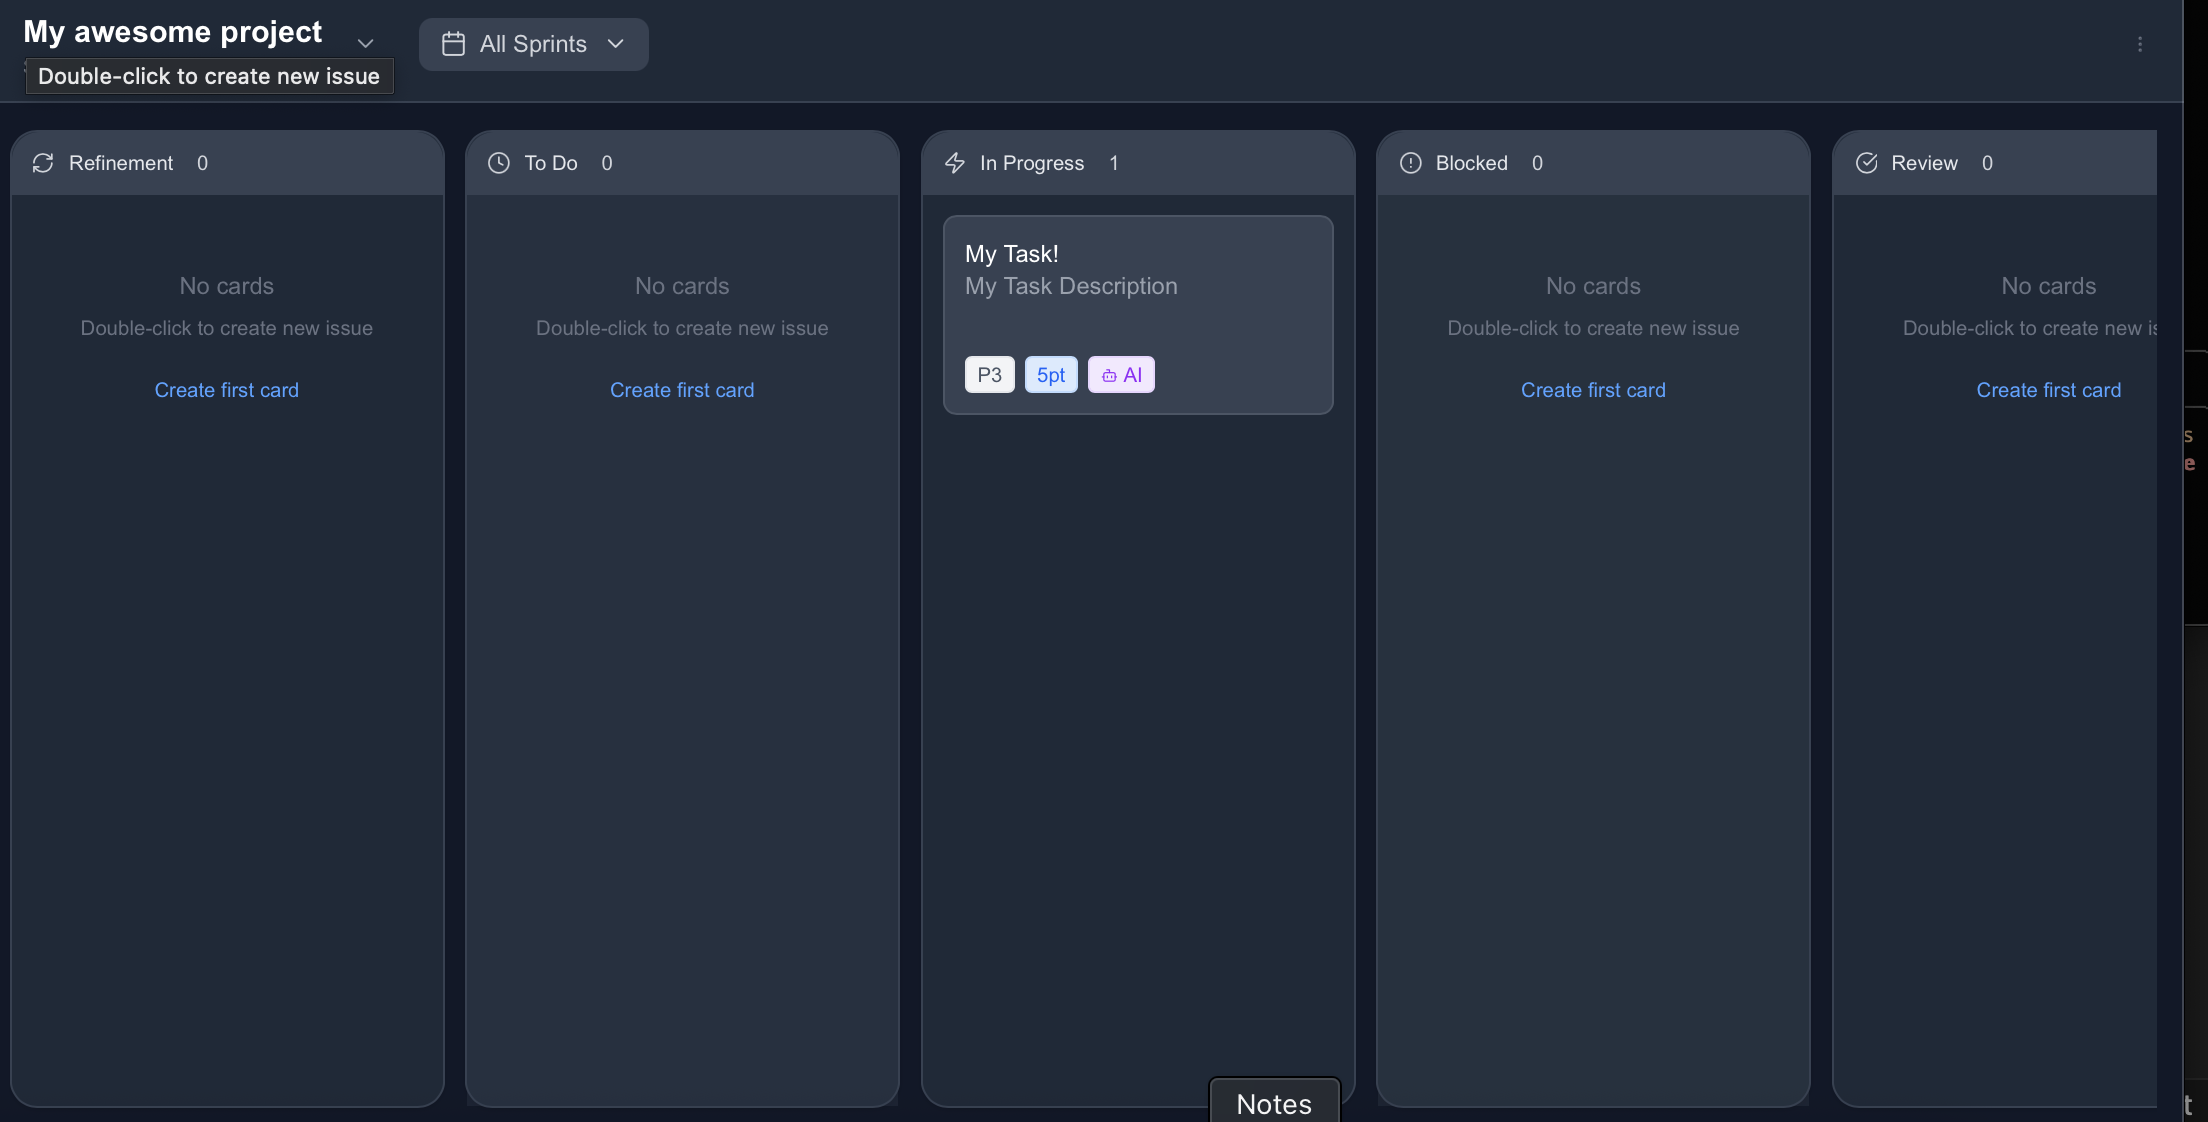 My awesome project
All Sprints
Double-click to create new issue
Refinement 0
No cards
Double-click to create new issue
Create first card
To Do 0
No cards
Double-click to create new issue
Create first card
In Progress 1
My Task!
My Task Description
P3 5pt AI
Blocked 0
No cards
Double-click to create new issue
Create first card
Review 0
No cards
Double-click to create new is
Create first card
s
e
Notes
t